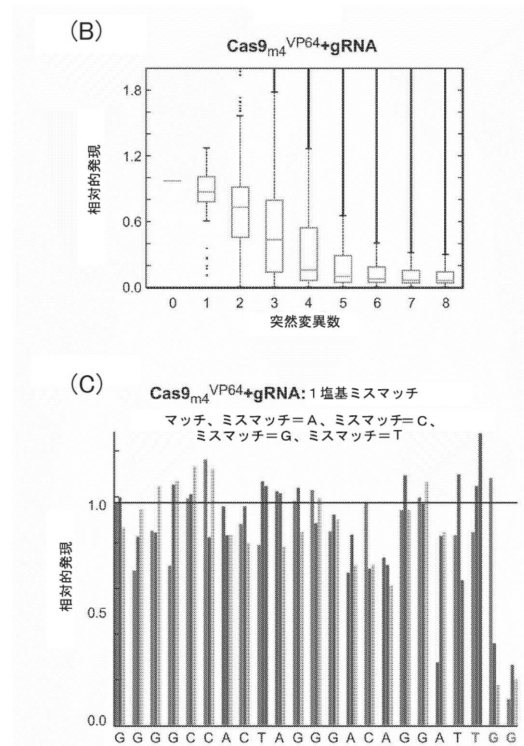 (B)
Cas9m4VP64+gRNA
相対的発現
1.8
1.2
0.6
0.0
0 1 2 3 4 5 6 7 8
突然変異数
(C)
Cas9m4VP64+gRNA:1塩基ミスマッチ
マッチ、ミスマッチ=A、ミスマッチ=C、
ミスマッチ=G、ミスマッチ=T
相対的発現
1.0
0.5
0.0
G G G G C C A C T A G G G A C A G G A T T G G